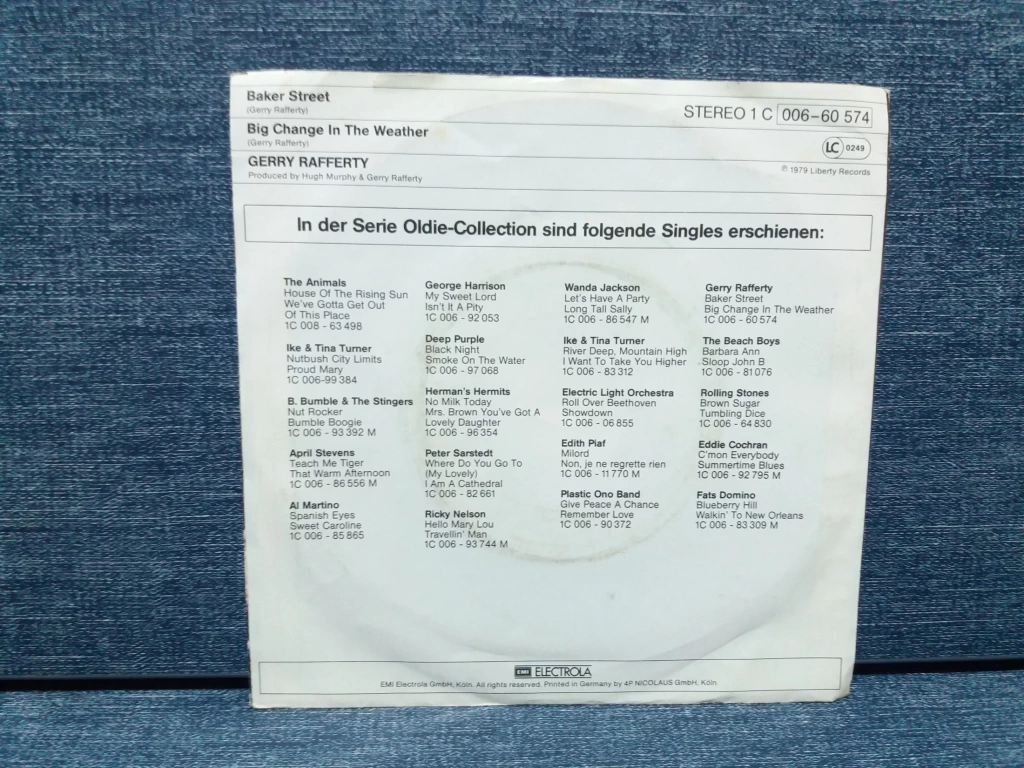 Baker Street
(Gerry Rafferty)
Big Change In The Weather
(Gerry Rafferty)
GERRY RAFFERTY
Produced by Hugh Murphy & Gerry Rafferty
STEREO 1 C 006-60 574
LC 0249
℗ 1979 Liberty Records
In der Serie Oldie-Collection sind folgende Singles erschienen:
The Animals
House Of The Rising Sun
We've Gotta Get Out
Of This Place
1C 008 - 63 498
Ike & Tina Turner
Nutbush City Limits
Proud Mary
1C 006-99 384
B. Bumble & The Stingers
Nut Rocker
Bumble Boogie
1C 006 - 93 392 M
April Stevens
Teach Me Tiger
That Warm Afternoon
1C 006 - 86 556 M
Al Martino
Spanish Eyes
Sweet Caroline
1C 006 - 85 865
George Harrison
My Sweet Lord
Isn't It A Pity
1C 006 - 92 053
Deep Purple
Black Night
Smoke On The Water
1C 006 - 97 068
Herman's Hermits
No Milk Today
Mrs. Brown You've Got A
Lovely Daughter
1C 006 - 96 354
Peter Sarstedt
Where Do You Go To
(My Lovely)
I Am A Cathedral
1C 006 - 82 661
Ricky Nelson
Hello Mary Lou
Travellin' Man
1C 006 - 93 744 M
Wanda Jackson
Let's Have A Party
Long Tall Sally
1C 006 - 86 547 M
Ike & Tina Turner
River Deep, Mountain High
I Want To Take You Higher
1C 006 - 83 312
Electric Light Orchestra
Roll Over Beethoven
Showdown
1C 006 - 06 855
Edith Piaf
Milord
Non, je ne regrette rien
1C 006 - 11 770 M
Plastic Ono Band
Give Peace A Chance
Remember Love
1C 006 - 90 372
Gerry Rafferty
Baker Street
Big Change In The Weather
1C 006 - 60 574
The Beach Boys
Barbara Ann
Sloop John B
1C 006 - 81 076
Rolling Stones
Brown Sugar
Tumbling Dice
1C 006 - 64 830
Eddie Cochran
C'mon Everybody
Summertime Blues
1C 006 - 92 795 M
Fats Domino
Blueberry Hill
Walkin' To New Orleans
1C 006 - 83 309 M
EMI ELECTROLA
EMI Electrola GmbH, Köln. All rights reserved. Printed in Germany by 4P NICOLAUS GmbH, Köln